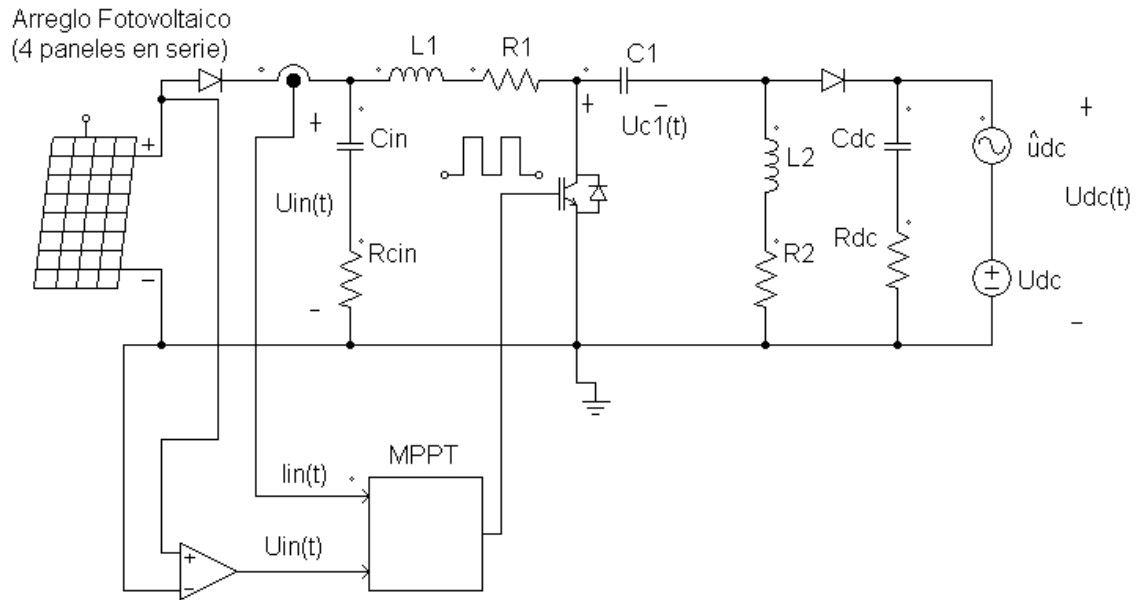 Arreglo Fotovoltaico
(4 paneles en serie)
L1
R1
C1
+
-
Uc1(t)
+
Cin
Uin(t)
Rcin
-
+
-
L2
R2
Cdc
Rdc
ûdc
+
Udc(t)
-
+
-
Udc
MPPT
Iin(t)
Uin(t)
+
-